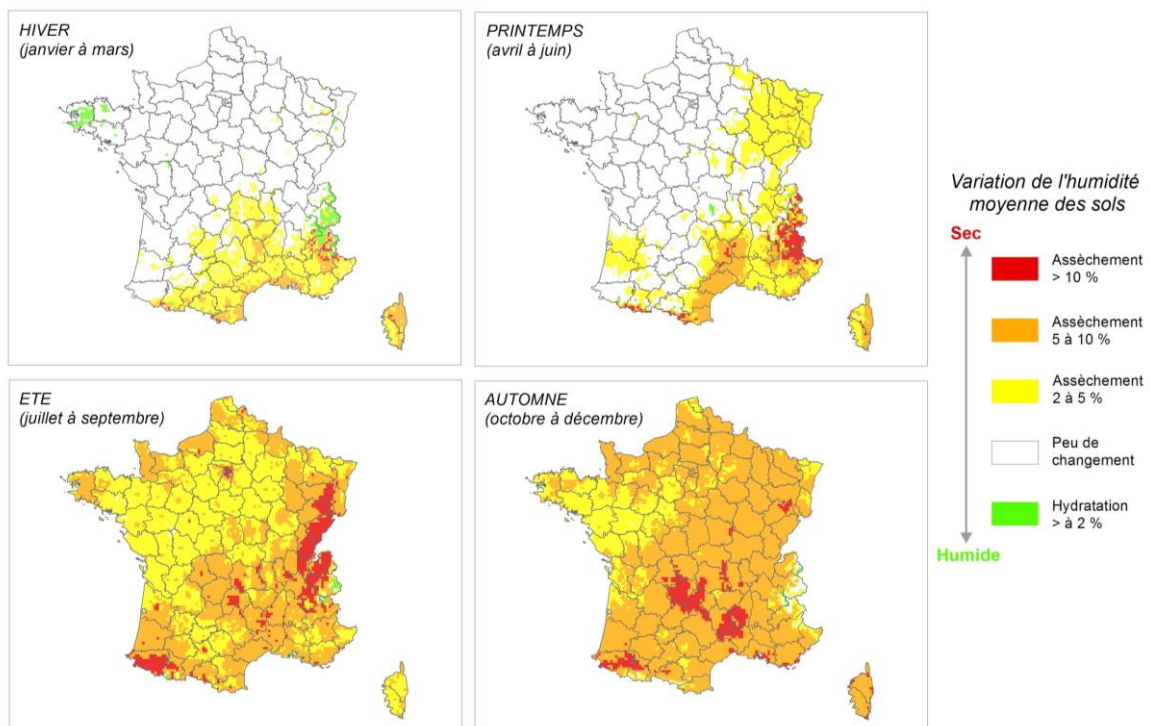 HIVER
(janvier à mars)
PRINTEMPS
(avril à juin)
ETE
(juillet à septembre)
AUTOMNE
(octobre à décembre)
Variation de l'humidité
moyenne des sols
Sec
Assèchement
> 10 %
Assèchement
5 à 10 %
Assèchement
2 à 5 %
Peu de
changement
Hydratation
> à 2 %
Humide